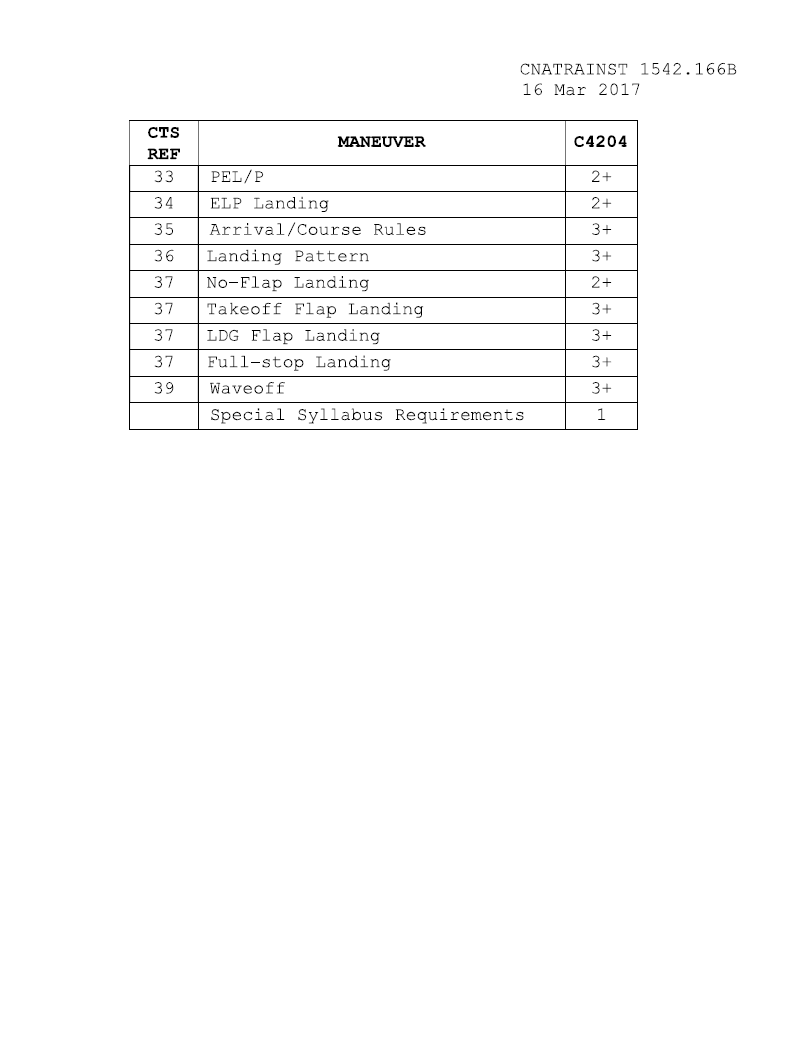 CNATRAINST 1542.166B
16 Mar 2017
CTS REF MANEUVER C4204
33 PEL/P 2+
34 ELP Landing 2+
35 Arrival/Course Rules 3+
36 Landing Pattern 3+
37 No-Flap Landing 2+
37 Takeoff Flap Landing 3+
37 LDG Flap Landing 3+
37 Full-stop Landing 3+
39 Waveoff 3+
Special Syllabus Requirements 1